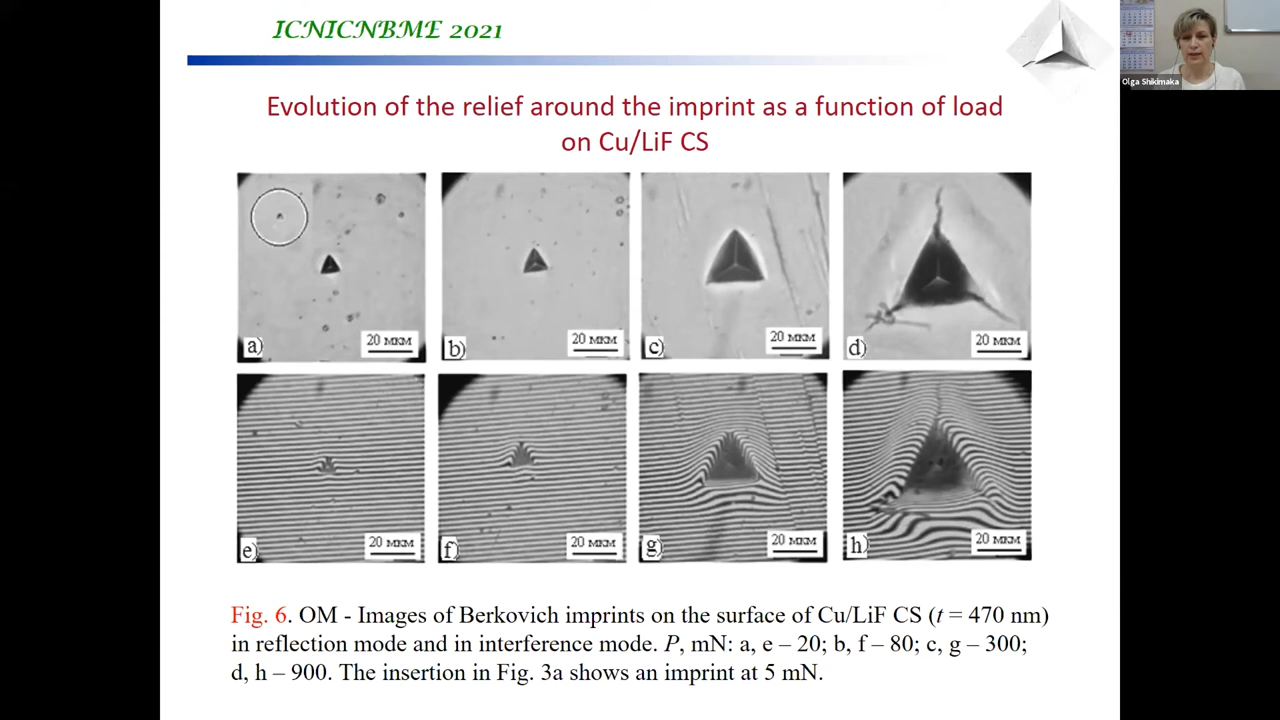 ICNICNBME 2021
Olga Shikimaka
Evolution of the relief around the imprint as a function of load
on Cu/LiF CS
a)
20 мкм
b)
20 мкм
c)
20 мкм
d)
20 мкм
e)
20 мкм
f)
20 мкм
g)
20 мкм
h)
20 мкм
Fig. 6. OM - Images of Berkovich imprints on the surface of Cu/LiF CS (t = 470 nm)
in reflection mode and in interference mode. P, mN: a, e – 20; b, f – 80; c, g – 300;
d, h – 900. The insertion in Fig. 3a shows an imprint at 5 mN.